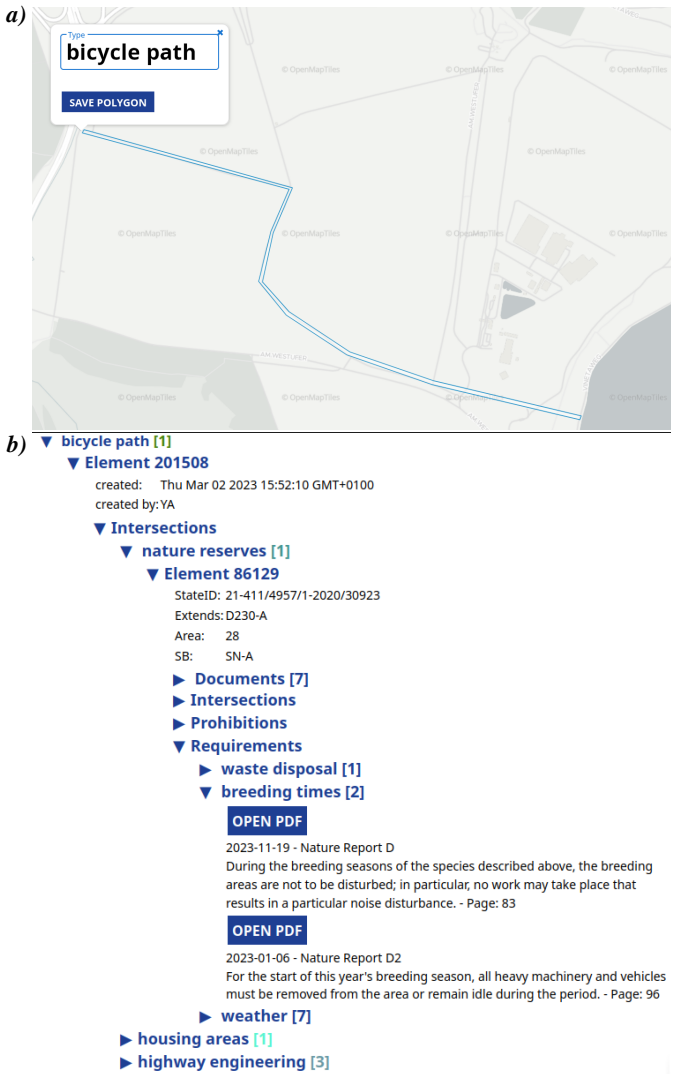 a)
Type
×
bicycle path
SAVE POLYGON
© OpenMapTiles
© OpenMapTiles
© OpenMapTiles
AM WESTUFER
© OpenMapTiles
© OpenMapTiles
© OpenMapTiles
© OpenMapTiles
© OpenMapTiles
© OpenMapTiles
AM WESTUFER
© OpenMapTiles
© OpenMapTiles
© OpenMapTiles
© OpenMapTiles
b)
▼ bicycle path [1]
▼ Element 201508
created: Thu Mar 02 2023 15:52:10 GMT+0100
created by: YA
▼ Intersections
▼ nature reserves [1]
▼ Element 86129
StateID: 21-411/4957/1-2020/30923
Extends: D230-A
Area: 28
SB: SN-A
▶ Documents [7]
▶ Intersections
▶ Prohibitions
▼ Requirements
▶ waste disposal [1]
▼ breeding times [2]
OPEN PDF
2023-11-19 - Nature Report D
During the breeding seasons of the species described above, the breeding
areas are not to be disturbed; in particular, no work may take place that
results in a particular noise disturbance. - Page: 83
OPEN PDF
2023-01-06 - Nature Report D2
For the start of this year's breeding season, all heavy machinery and vehicles
must be removed from the area or remain idle during the period. - Page: 96
▶ weather [7]
▶ housing areas [1]
▶ highway engineering [3]